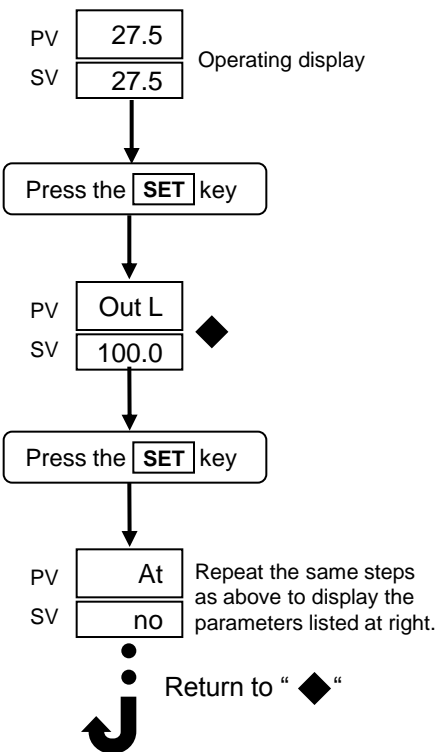 PV 27.5
SV 27.5
Operating display
Press the SET key
PV Out L
SV 100.0
◆
Press the SET key
PV At
SV no
Repeat the same steps
as above to display the
parameters listed at right.
Return to “ ◆“